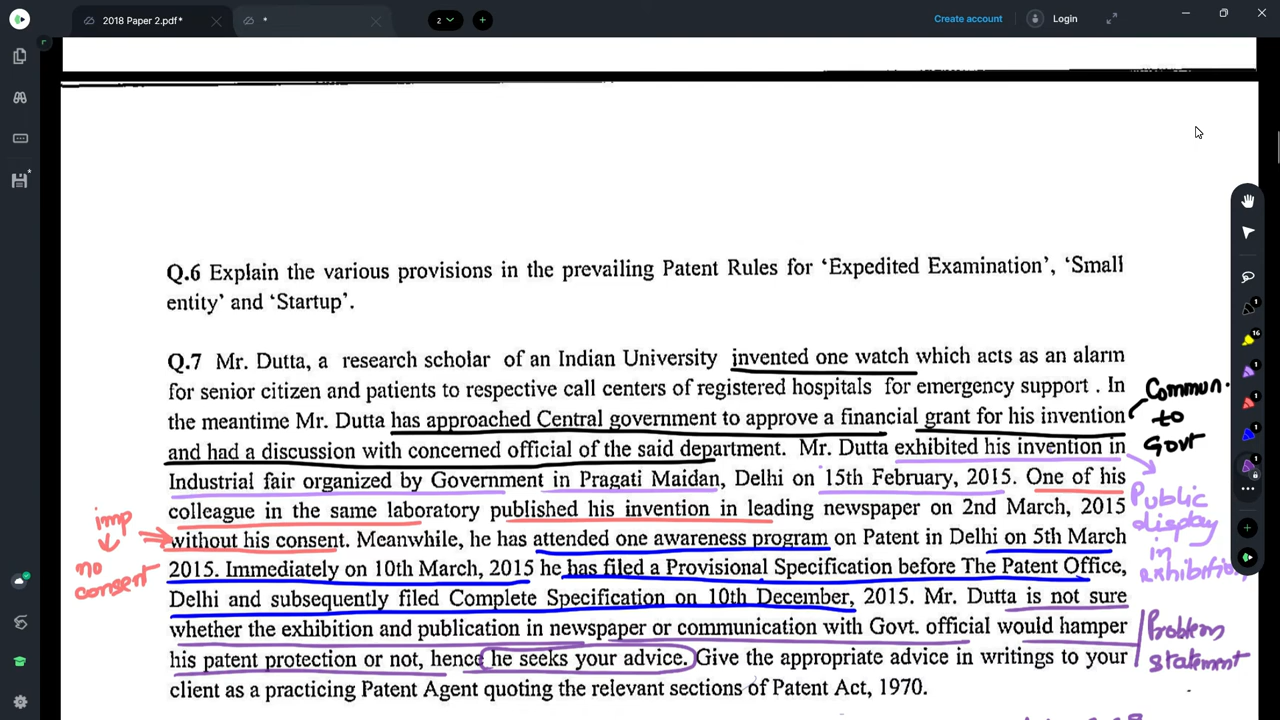 2018 Paper 2.pdf*
*
2
Create account
Login
Q.6 Explain the various provisions in the prevailing Patent Rules for ‘Expedited Examination’, ‘Small
entity’ and ‘Startup’.
Q.7 Mr. Dutta, a research scholar of an Indian University invented one watch which acts as an alarm
for senior citizen and patients to respective call centers of registered hospitals for emergency support . In
the meantime Mr. Dutta has approached Central government to approve a financial grant for his invention
and had a discussion with concerned official of the said department. Mr. Dutta exhibited his invention in
Industrial fair organized by Government in Pragati Maidan, Delhi on 15th February, 2015. One of his
colleague in the same laboratory published his invention in leading newspaper on 2nd March, 2015
without his consent. Meanwhile, he has attended one awareness program on Patent in Delhi on 5th March
2015. Immediately on 10th March, 2015 he has filed a Provisional Specification before The Patent Office,
Delhi and subsequently filed Complete Specification on 10th December, 2015. Mr. Dutta is not sure
whether the exhibition and publication in newspaper or communication with Govt. official would hamper
his patent protection or not, hence he seeks your advice. Give the appropriate advice in writings to your
client as a practicing Patent Agent quoting the relevant sections of Patent Act, 1970.
Commun.
to
Govt
Public
display
in
exhibition
imp
no
consent
Problem
statement
1
16
1
1
1
1